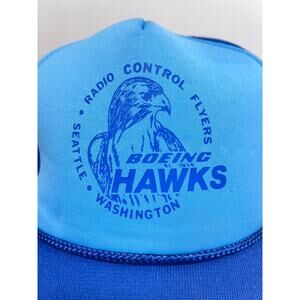 SEATTLE • RADIO CONTROL FLYERS •
BOEING
HAWKS
WASHINGTON